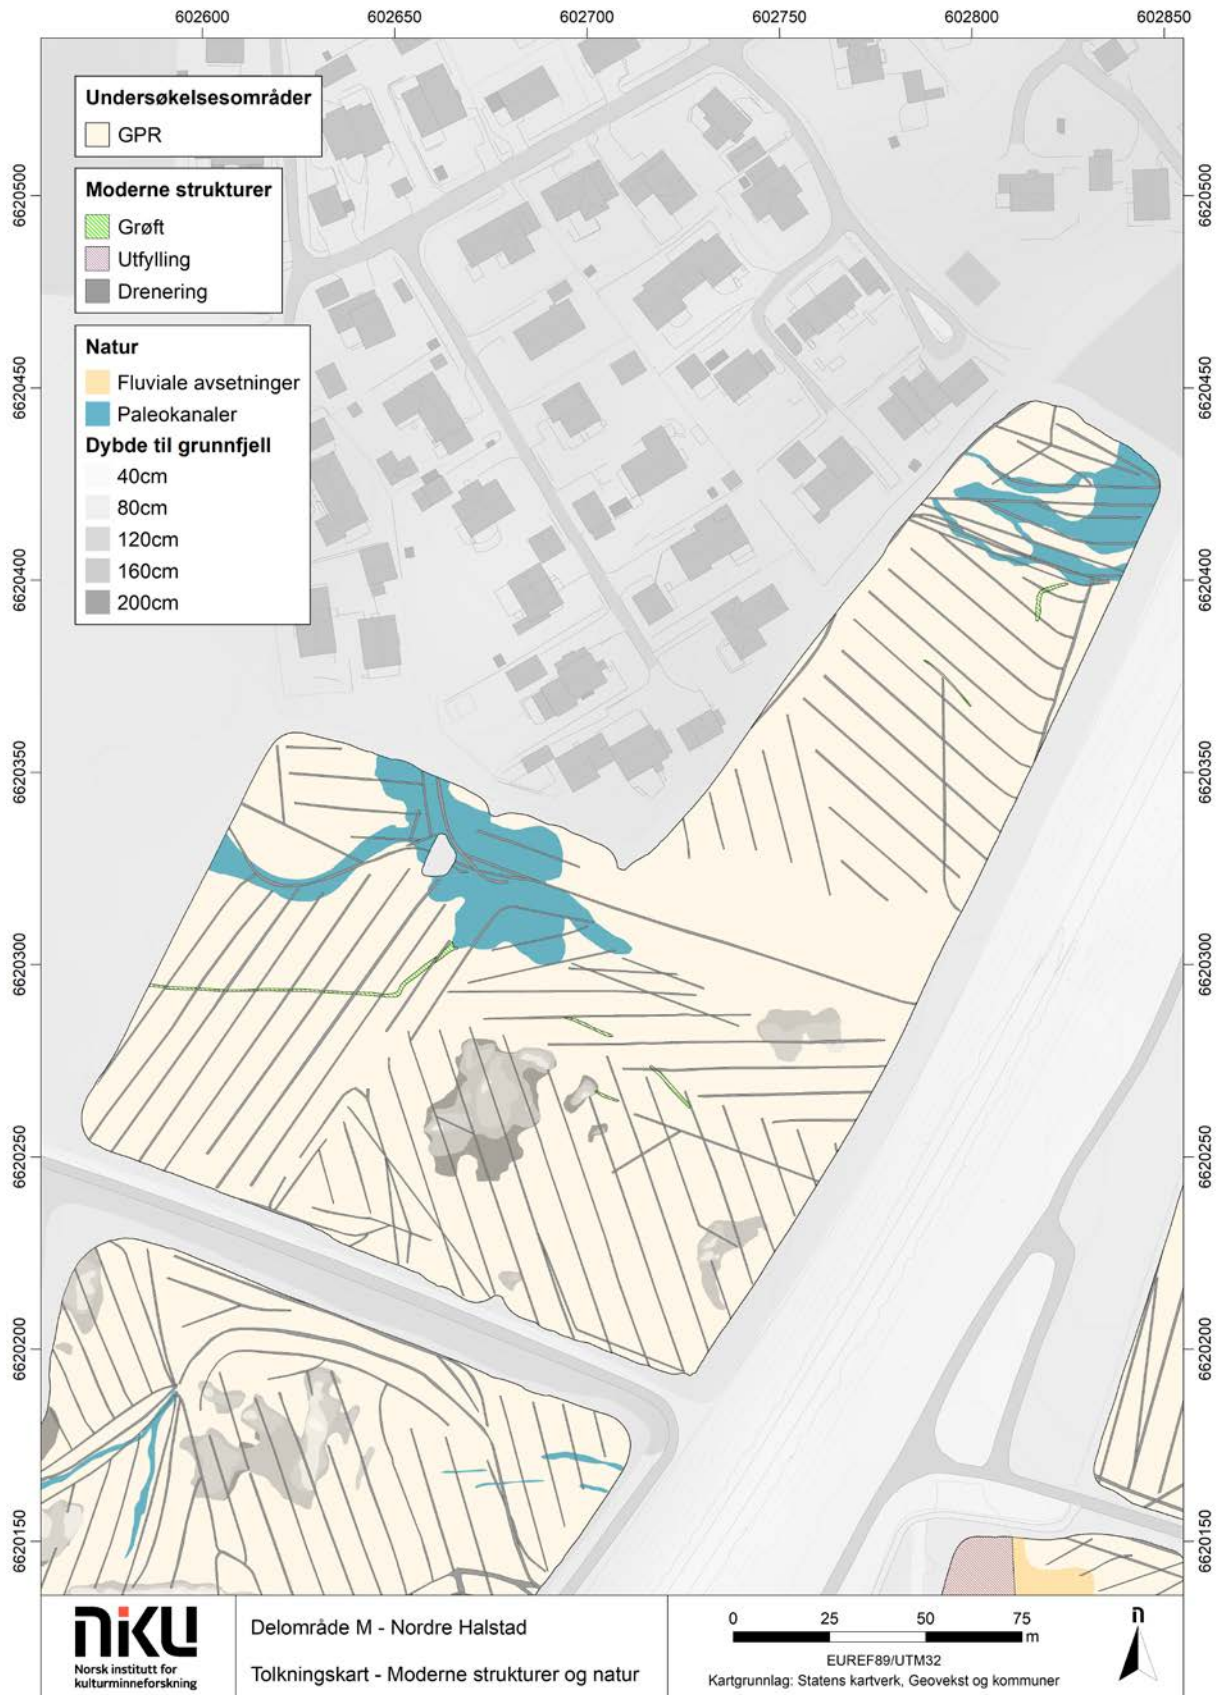 602600 602650 602700 602750 602800 602850
6620500
6620450
6620400
6620350
6620300
6620250
6620200
6620150
6620500
6620450
6620400
6620350
6620300
6620250
6620200
6620150
Undersøkelsesområder
GPR
Moderne strukturer
Grøft
Utfylling
Drenering
Natur
Fluviale avsetninger
Paleokanaler
Dybde til grunnfjell
40cm
80cm
120cm
160cm
200cm
niKU
Norsk institutt for
kulturminneforskning
Delområde M - Nordre Halstad
Tolkningskart - Moderne strukturer og natur
0 25 50 75
m
EUREF89/UTM32
Kartgrunnlag: Statens kartverk, Geovekst og kommuner
n